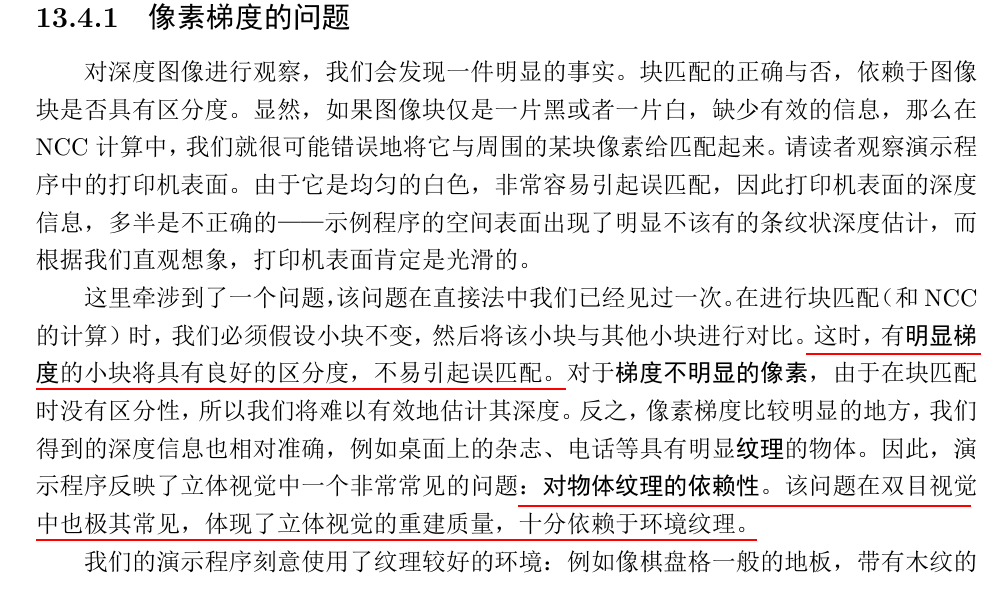 13.4.1 像素梯度的问题
对深度图像进行观察，我们会发现一件明显的事实。块匹配的正确与否，依赖于图像
块是否具有区分度。显然，如果图像块仅是一片黑或者一片白，缺少有效的信息，那么在
NCC 计算中，我们就很可能错误地将它与周围的某块像素给匹配起来。请读者观察演示程
序中的打印机表面。由于它是均匀的白色，非常容易引起误匹配，因此打印机表面的深度
信息，多半是不正确的——示例程序的空间表面出现了明显不该有的条纹状深度估计，而
根据我们直观想象，打印机表面肯定是光滑的。
这里牵涉到了一个问题，该问题在直接法中我们已经见过一次。在进行块匹配（和 NCC
的计算）时，我们必须假设小块不变，然后将该小块与其他小块进行对比。这时，有明显梯
度的小块将具有良好的区分度，不易引起误匹配。对于梯度不明显的像素，由于在块匹配
时没有区分性，所以我们将难以有效地估计其深度。反之，像素梯度比较明显的地方，我们
得到的深度信息也相对准确，例如桌面上的杂志、电话等具有明显纹理的物体。因此，演
示程序反映了立体视觉中一个非常常见的问题：对物体纹理的依赖性。该问题在双目视觉
中也极其常见，体现了立体视觉的重建质量，十分依赖于环境纹理。
我们的演示程序刻意使用了纹理较好的环境：例如像棋盘格一般的地板，带有木纹的